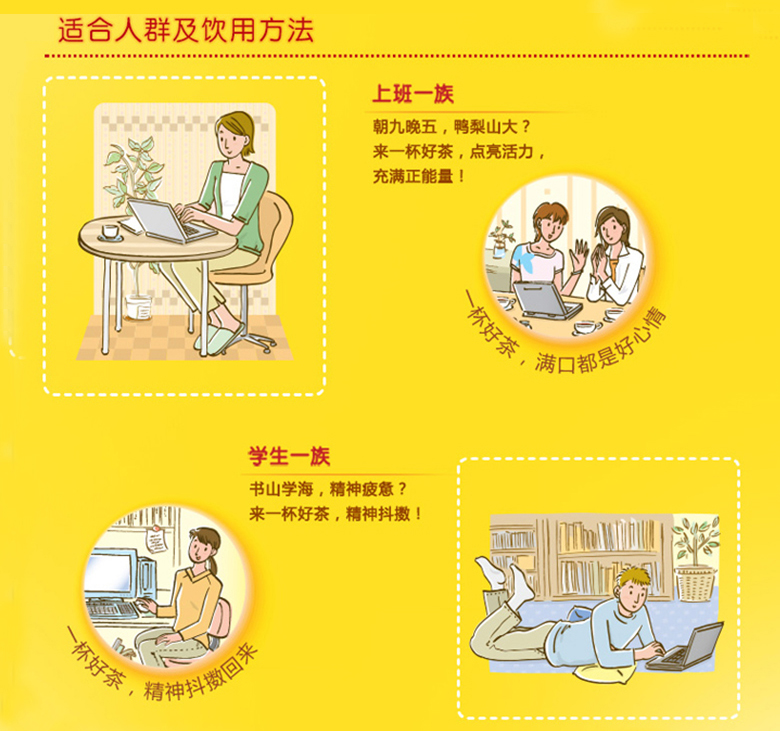 适合人群及饮用方法
上班一族
朝九晚五，鸭梨山大？
来一杯好茶，点亮活力，
充满正能量！
一杯好茶，满口都是好心情
学生一族
书山学海，精神疲惫？
来一杯好茶，精神抖擞！
一杯好茶，精神抖擞回来